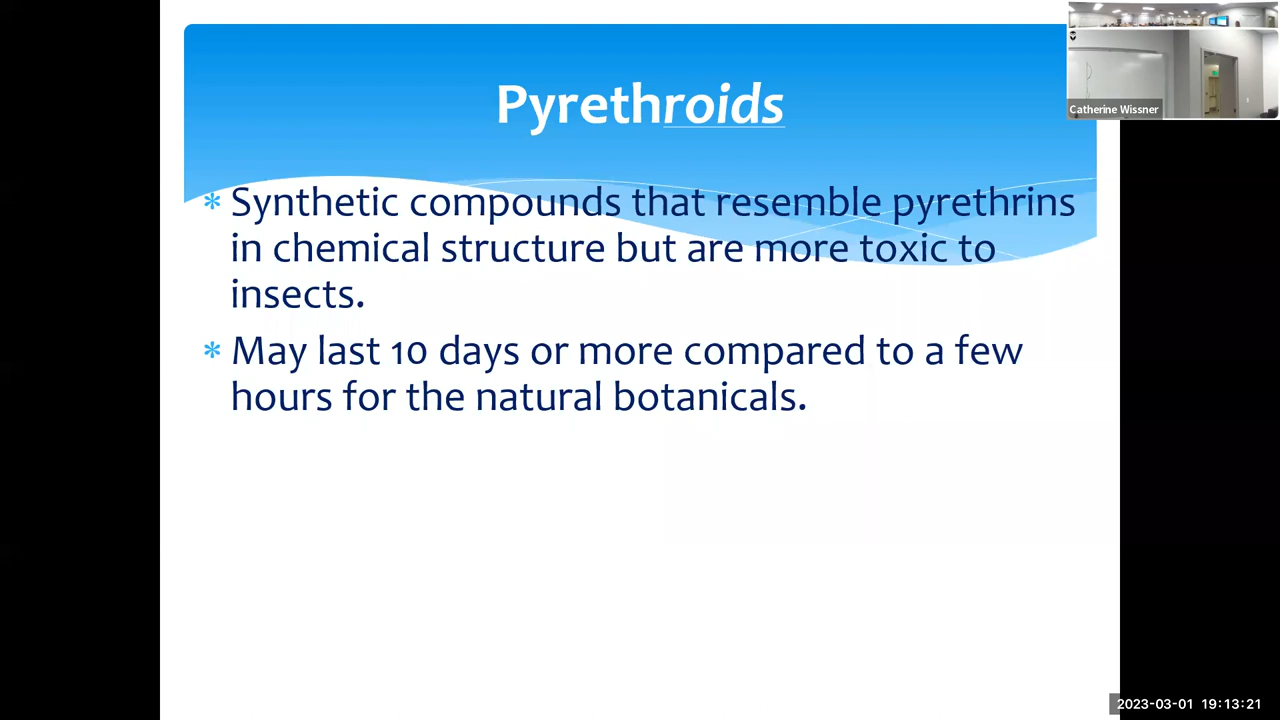 Pyrethroids
Synthetic compounds that resemble pyrethrins
in chemical structure but are more toxic to
insects.
May last 10 days or more compared to a few
hours for the natural botanicals.
Catherine Wissner
2023-03-01 19:13:21